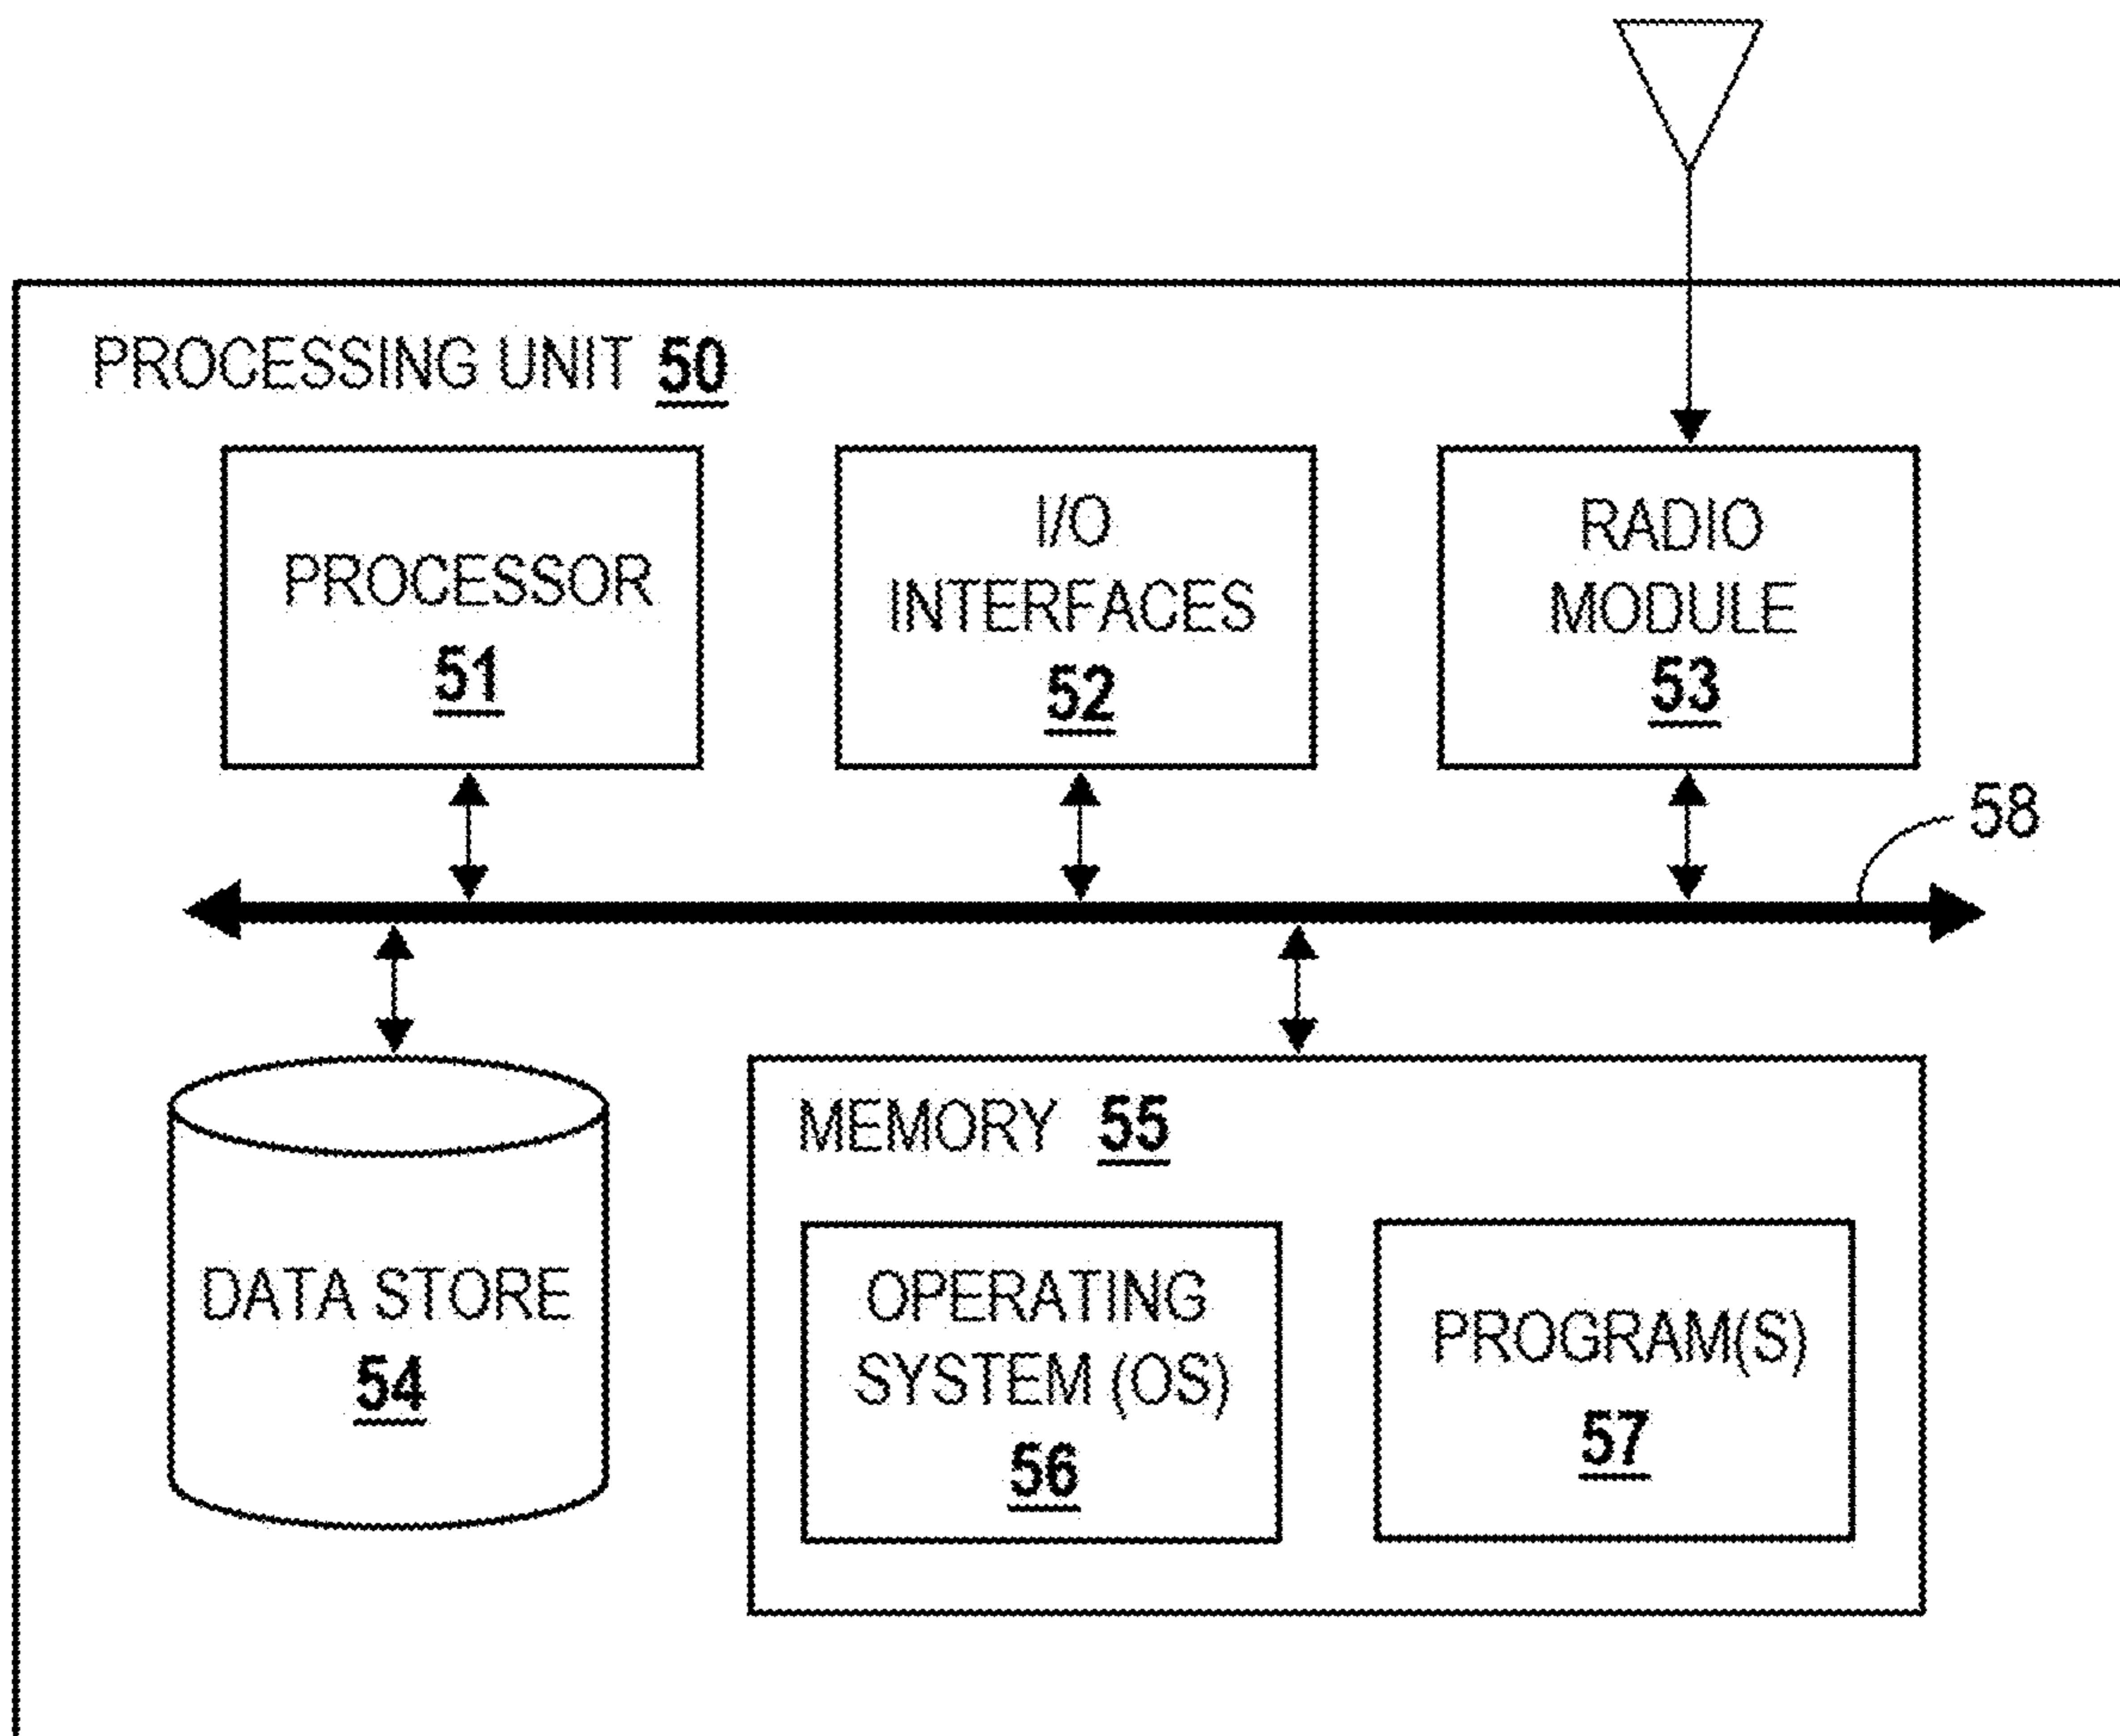 PROCESSING UNIT 50
PROCESSOR
51
I/O
INTERFACES
52
RADIO
MODULE
53
58
DATA STORE
54
MEMORY 55
OPERATING
SYSTEM (OS)
56
PROGRAM(S)
57